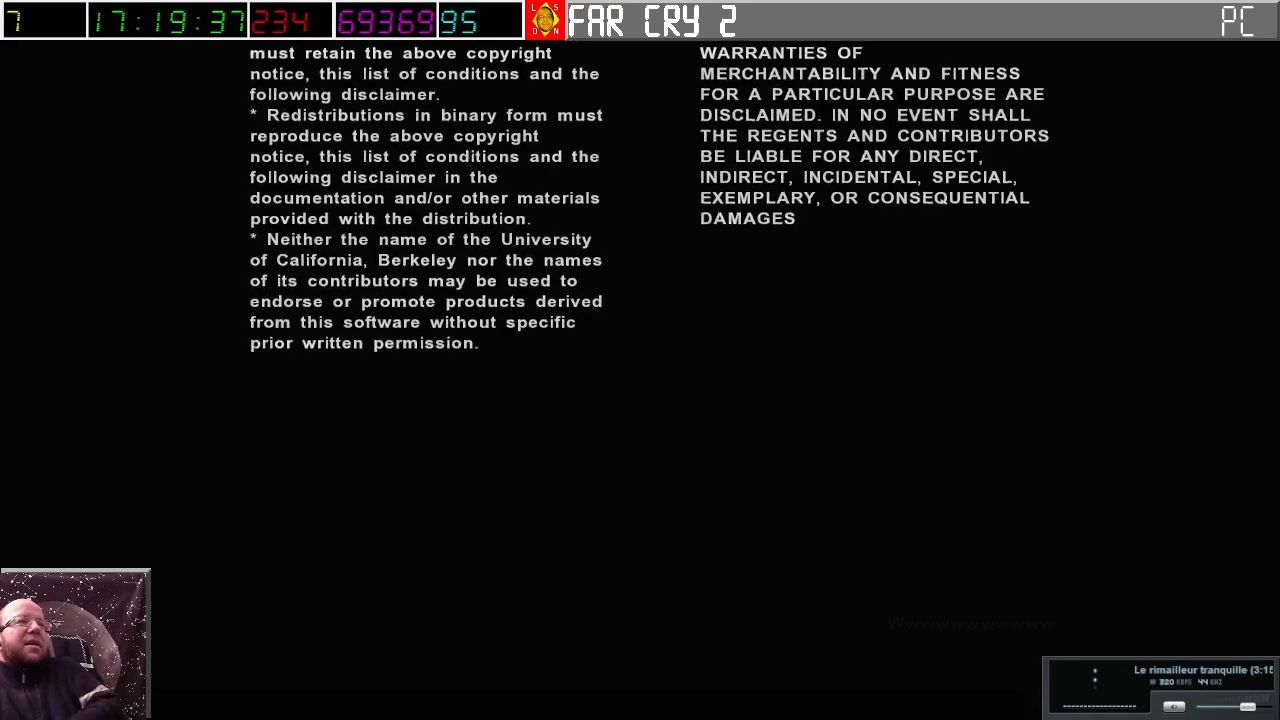 7
17:19:37
234
69369
95
L S
D N
FAR CRY 2
PC
must retain the above copyright
notice, this list of conditions and the
following disclaimer.
* Redistributions in binary form must
reproduce the above copyright
notice, this list of conditions and the
following disclaimer in the
documentation and/or other materials
provided with the distribution.
* Neither the name of the University
of California, Berkeley nor the names
of its contributors may be used to
endorse or promote products derived
from this software without specific
prior written permission.
WARRANTIES OF
MERCHANTABILITY AND FITNESS
FOR A PARTICULAR PURPOSE ARE
DISCLAIMED. IN NO EVENT SHALL
THE REGENTS AND CONTRIBUTORS
BE LIABLE FOR ANY DIRECT,
INDIRECT, INCIDENTAL, SPECIAL,
EXEMPLARY, OR CONSEQUENTIAL
DAMAGES
Le rimailleur tranquille (3:15
320 KBPS 44 KHZ